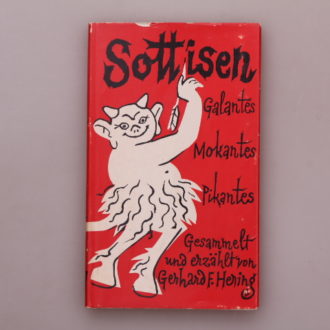 Sottisen
Galantes
Mokantes
Pikantes
Gesammelt
und erzählt von
Gerhard F. Hering